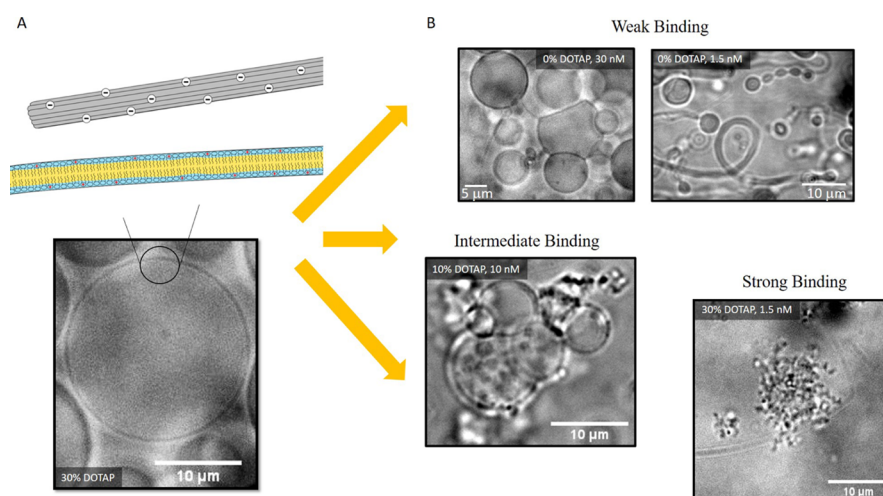 A
B
Weak Binding
0% DOTAP, 30 nM
5 µm
0% DOTAP, 1.5 nM
10 µm
Intermediate Binding
10% DOTAP, 10 nM
10 µm
Strong Binding
30% DOTAP, 1.5 nM
10 µm
30% DOTAP
10 µm